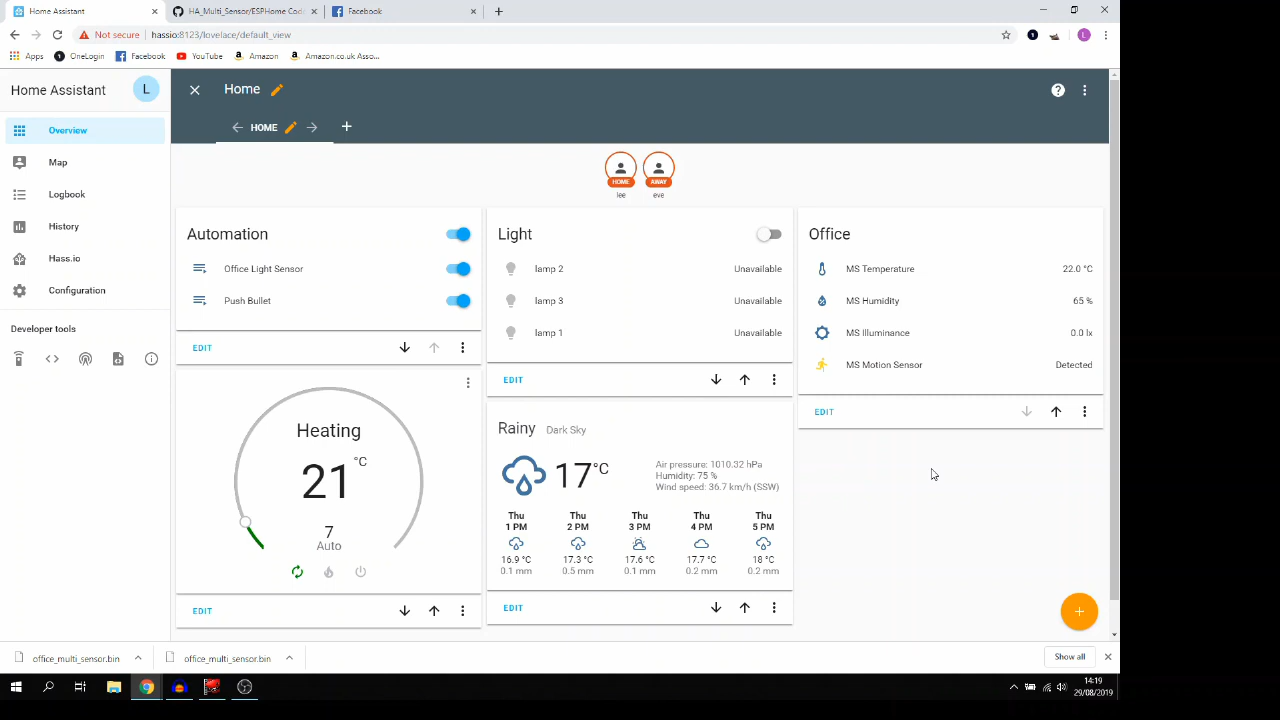 Home Assistant
HA_Multi_Sensor/ESPHome Cod
Facebook
Not secure
hassio:8123/lovelace/default_view
L
Apps
OneLogin
Facebook
YouTube
Amazon
Amazon.co.uk Asso...
Home Assistant
L
Overview
Map
Logbook
History
Hass.io
Configuration
Developer tools
Home
HOME
HOME
lee
AWAY
eve
Automation
Office Light Sensor
Push Bullet
EDIT
Heating
21 °C
7
Auto
EDIT
Light
lamp 2 Unavailable
lamp 3 Unavailable
lamp 1 Unavailable
EDIT
Rainy Dark Sky
17°C
Air pressure: 1010.32 hPa
Humidity: 75 %
Wind speed: 36.7 km/h (SSW)
Thu Thu Thu Thu Thu
1 PM 2 PM 3 PM 4 PM 5 PM
16.9 °C 17.3 °C 17.6 °C 17.7 °C 18 °C
0.1 mm 0.5 mm 0.1 mm 0.2 mm 0.2 mm
EDIT
Office
MS Temperature 22.0 °C
MS Humidity 65 %
MS Illuminance 0.0 lx
MS Motion Sensor Detected
EDIT
office_multi_sensor.bin
office_multi_sensor.bin
Show all
14:19
29/08/2019